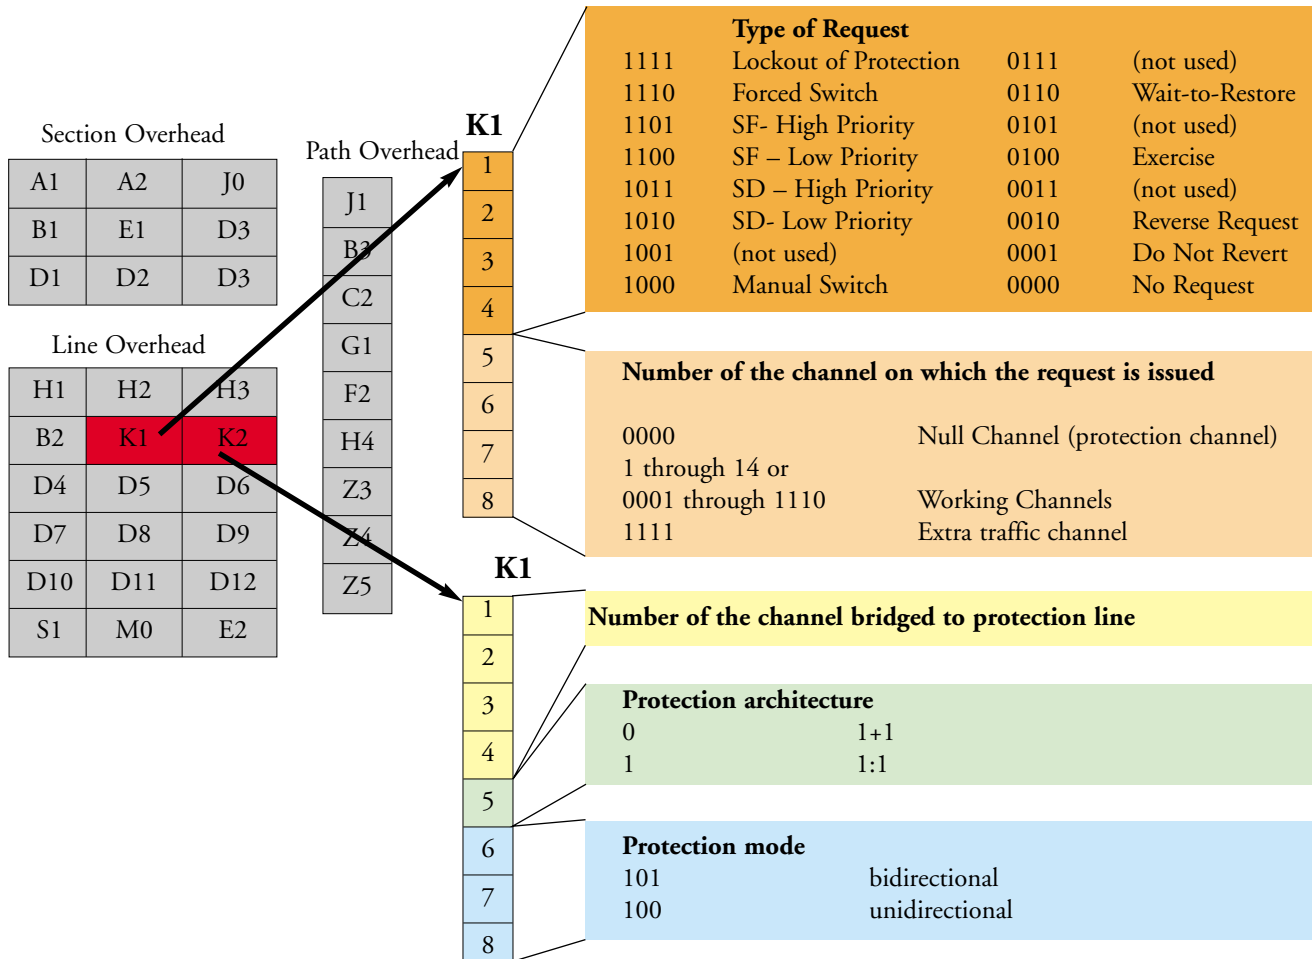 Section Overhead
A1 A2 J0
B1 E1 D3
D1 D2 D3
Line Overhead
H1 H2 H3
B2 K1 K2
D4 D5 D6
D7 D8 D9
D10 D11 D12
S1 M0 E2
Path Overhead
J1
B3
C2
G1
F2
H4
Z3
Z4
Z5
K1
1
2
3
4
5
6
7
8
Type of Request
1111 Lockout of Protection 0111 (not used)
1110 Forced Switch 0110 Wait-to-Restore
1101 SF- High Priority 0101 (not used)
1100 SF – Low Priority 0100 Exercise
1011 SD – High Priority 0011 (not used)
1010 SD- Low Priority 0010 Reverse Request
1001 (not used) 0001 Do Not Revert
1000 Manual Switch 0000 No Request
Number of the channel on which the request is issued
0000 Null Channel (protection channel)
1 through 14 or
0001 through 1110 Working Channels
1111 Extra traffic channel
K1
1
2
3
4
5
6
7
8
Number of the channel bridged to protection line
Protection architecture
0 1+1
1 1:1
Protection mode
101 bidirectional
100 unidirectional